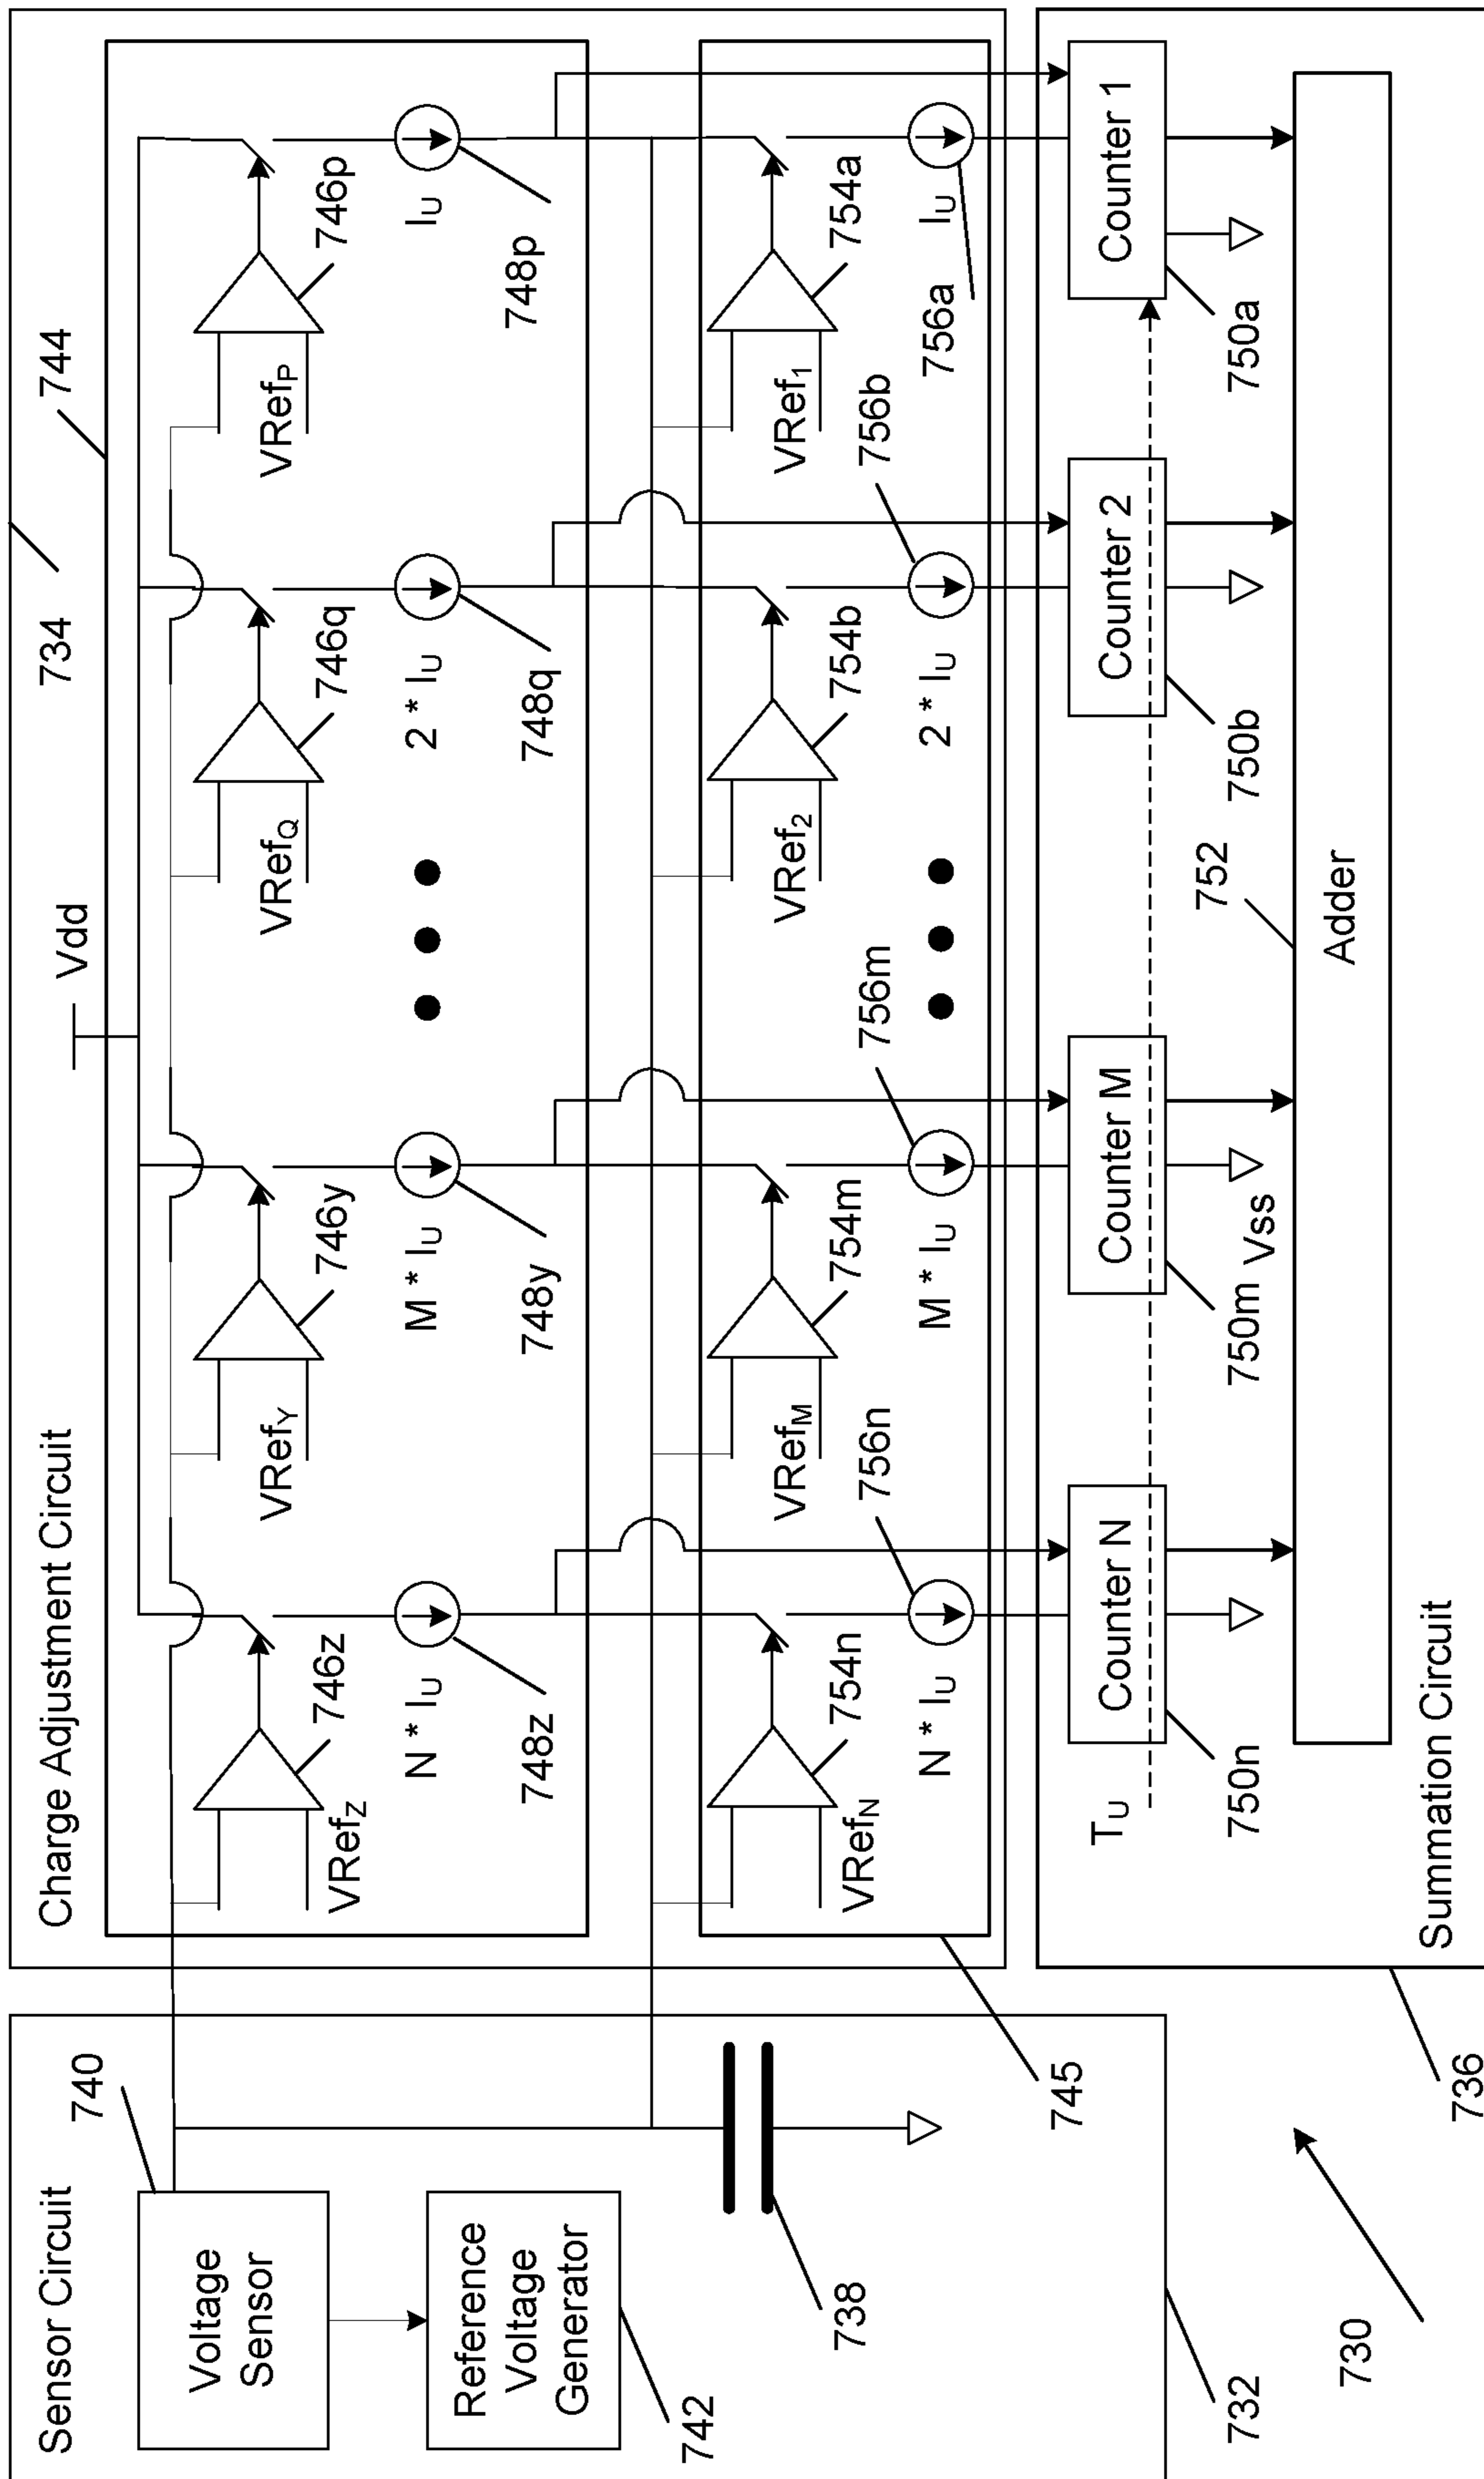 Sensor Circuit
740
Voltage
Sensor
Reference
Voltage
Generator
742
738
732
730
745
Charge Adjustment Circuit
734
744
Vdd
VRefZ
746z
N * IU
748z
VRefY
746y
M * IU
748y
VRefQ
746q
2 * IU
748q
VRefP
746p
IU
748p
VRefN
754n
N * IU
756n
VRefM
754m
M * IU
756m
VRef2
754b
2 * IU
756b
VRef1
754a
IU
756a
TU
Counter N
Counter M
Counter 2
Counter 1
750n
750m
Vss
750b
750a
752
Adder
Summation Circuit
736